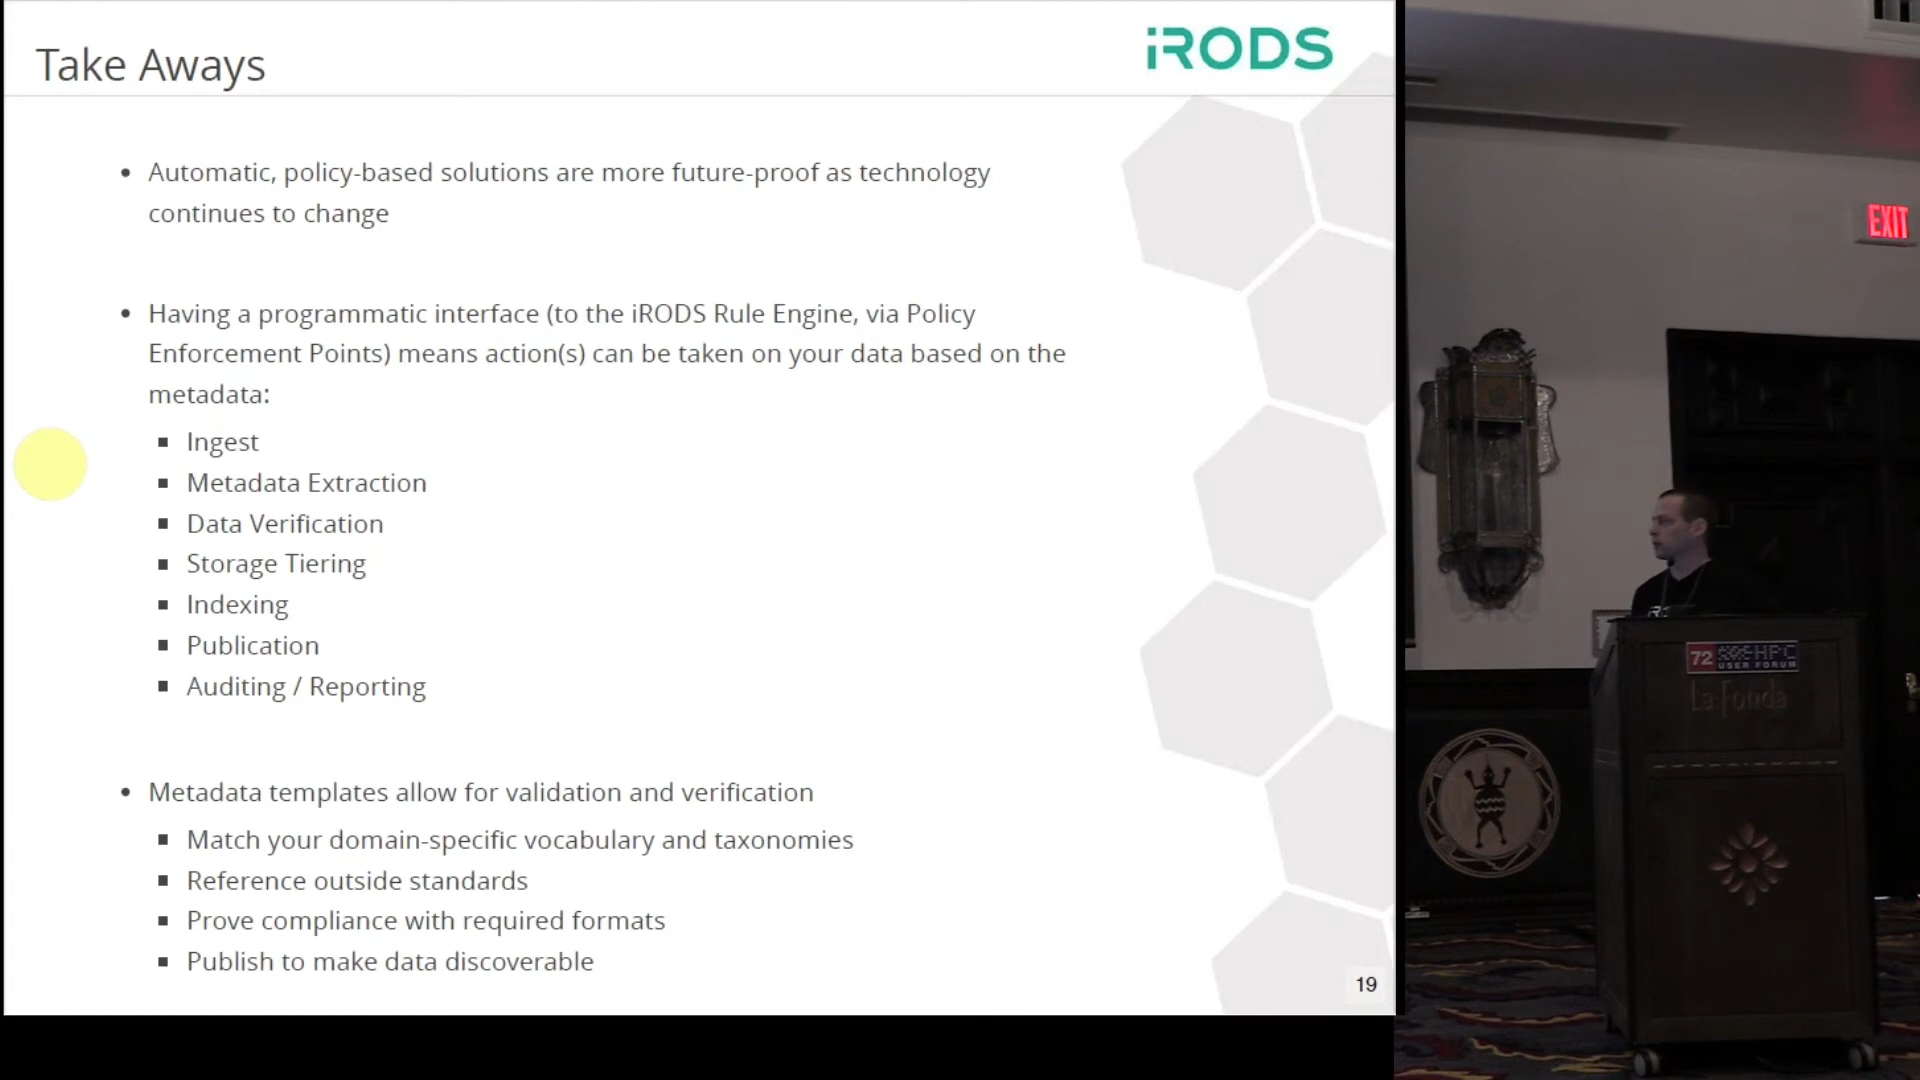 Take Aways
iRODS
Automatic, policy-based solutions are more future-proof as technology
continues to change
Having a programmatic interface (to the iRODS Rule Engine, via Policy
Enforcement Points) means action(s) can be taken on your data based on the
metadata:
Ingest
Metadata Extraction
Data Verification
Storage Tiering
Indexing
Publication
Auditing / Reporting
Metadata templates allow for validation and verification
Match your domain-specific vocabulary and taxonomies
Reference outside standards
Prove compliance with required formats
Publish to make data discoverable
19
EXIT
72 HPC
USER FORUM
La Fonda